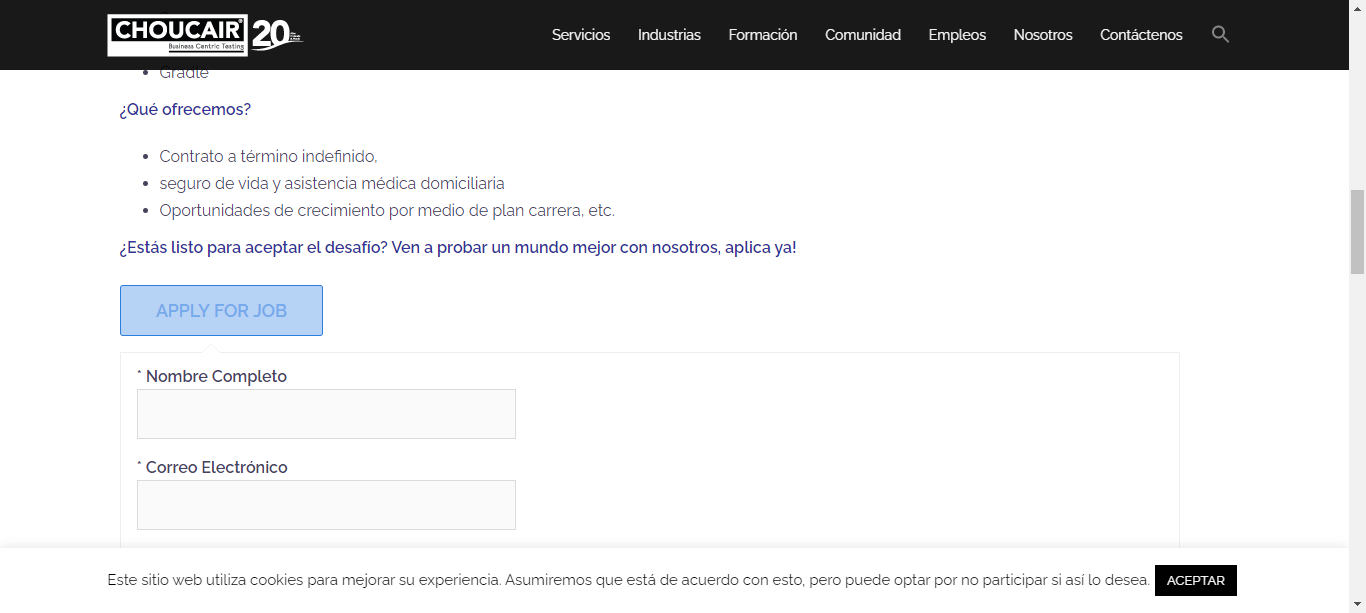 CHOUCAIR
Business Centric Testing
20
Servicios
Industrias
Formación
Comunidad
Empleos
Nosotros
Contáctenos
Gradle
¿Qué ofrecemos?
Contrato a término indefinido,
seguro de vida y asistencia médica domiciliaria
Oportunidades de crecimiento por medio de plan carrera, etc.
¿Estás listo para aceptar el desafío? Ven a probar un mundo mejor con nosotros, aplica ya!
APPLY FOR JOB
* Nombre Completo
* Correo Electrónico
Este sitio web utiliza cookies para mejorar su experiencia. Asumiremos que está de acuerdo con esto, pero puede optar por no participar si así lo desea.
ACEPTAR